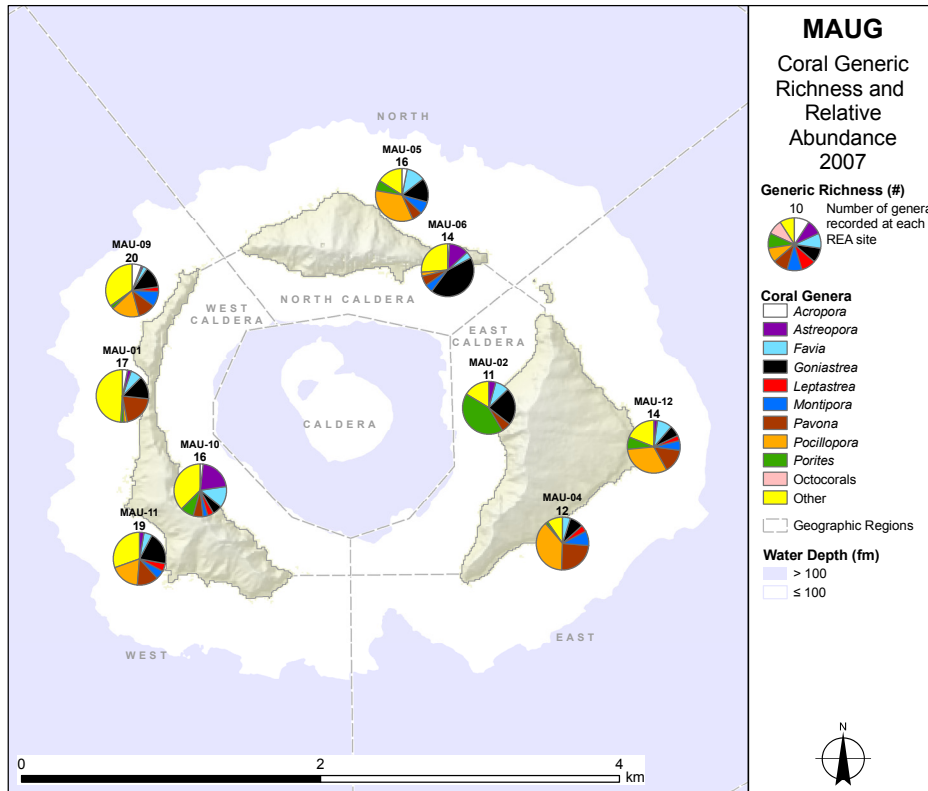 MAUG
Coral Generic
Richness and
Relative
Abundance
2007
Generic Richness (#)
10
Number of genera
recorded at each
REA site
Coral Genera
Acropora
Astreopora
Favia
Goniastrea
Leptastrea
Montipora
Pavona
Pocillopora
Porites
Octocorals
Other
Geographic Regions
Water Depth (fm)
> 100
≤ 100
N
NORTH
MAU-05
16
MAU-06
14
MAU-09
20
NORTH CALDERA
WEST
CALDERA
EAST
CALDERA
MAU-01
17
MAU-02
11
MAU-12
14
CALDERA
MAU-10
16
MAU-11
19
MAU-04
12
WEST
EAST
0
2
4
km